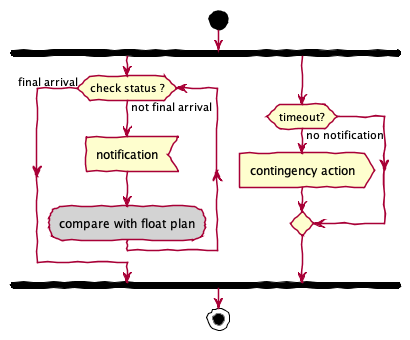 final arrival
check status ?
not final arrival
notification
compare with float plan
timeout?
no notification
contingency action